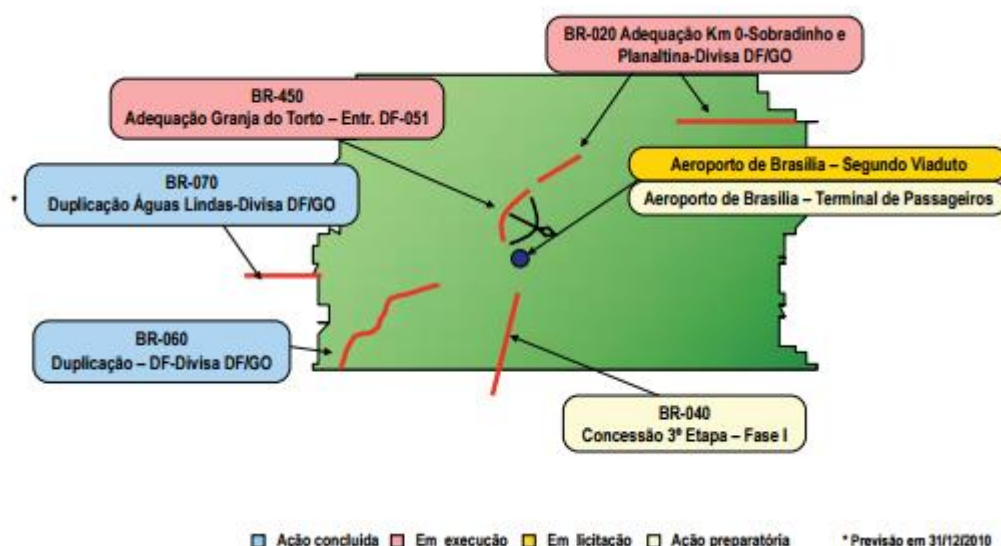 BR-020 Adequação Km 0-Sobradinho e
Planaltina-Divisa DF/GO
BR-450
Adequação Granja do Torto – Entr. DF-051
Aeroporto de Brasília – Segundo Viaduto
Aeroporto de Brasília – Terminal de Passageiros
*
BR-070
Duplicação Águas Lindas-Divisa DF/GO
BR-060
Duplicação – DF-Divisa DF/GO
BR-040
Concessão 3ª Etapa – Fase I
Ação concluída Em execução Em licitação Ação preparatória * Previsão em 31/12/2010